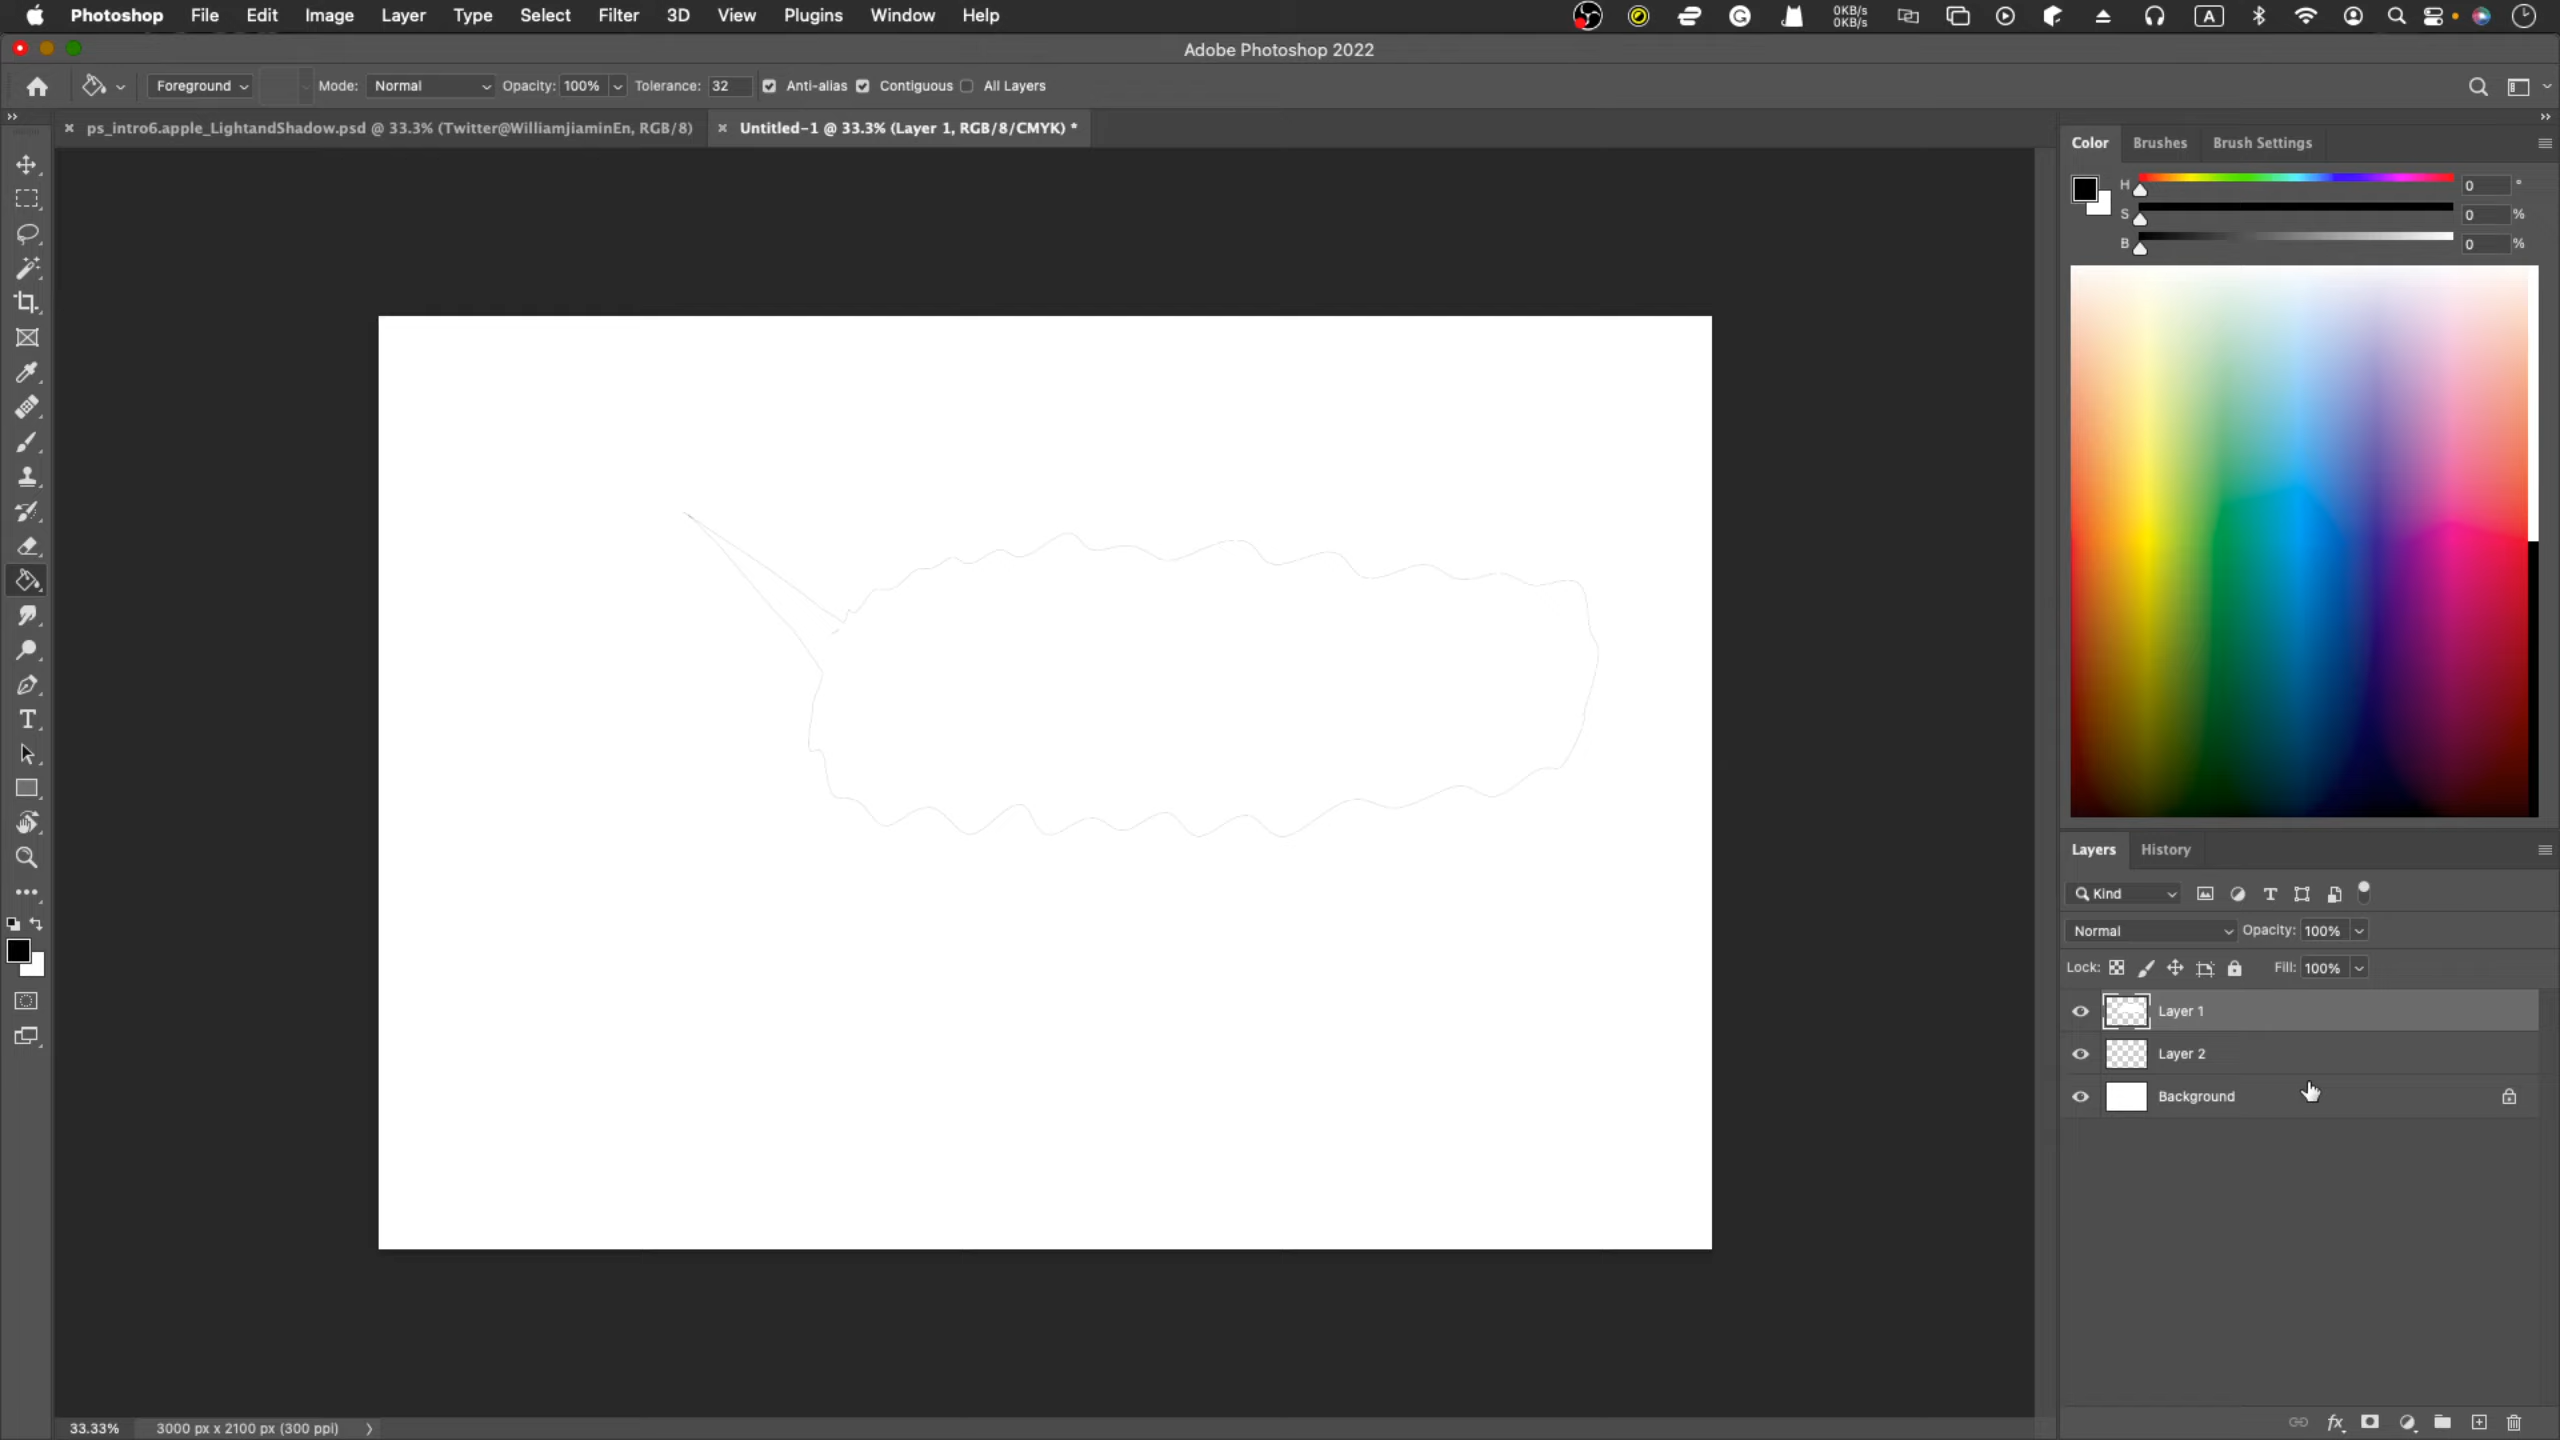 Photoshop File Edit Image Layer Type Select Filter 3D View Plugins Window Help 0KB/s A
0KB/s
Adobe Photoshop 2022
Foreground Mode: Normal Opacity: 100% Tolerance: 32 Anti-alias Contiguous All Layers
ps_intro6.apple_LightandShadow.psd @ 33.3% (Twitter@WilliamjiaminEn, RGB/8) Untitled-1 @ 33.3% (Layer 1, RGB/8/CMYK) *
Color Brushes Brush Settings
H 0 °
S 0 %
B 0 %
Layers History
Kind
Normal Opacity: 100%
Lock: Fill: 100%
Layer 1
Layer 2
Background
33.33% 3000 px x 2100 px (300 ppi)